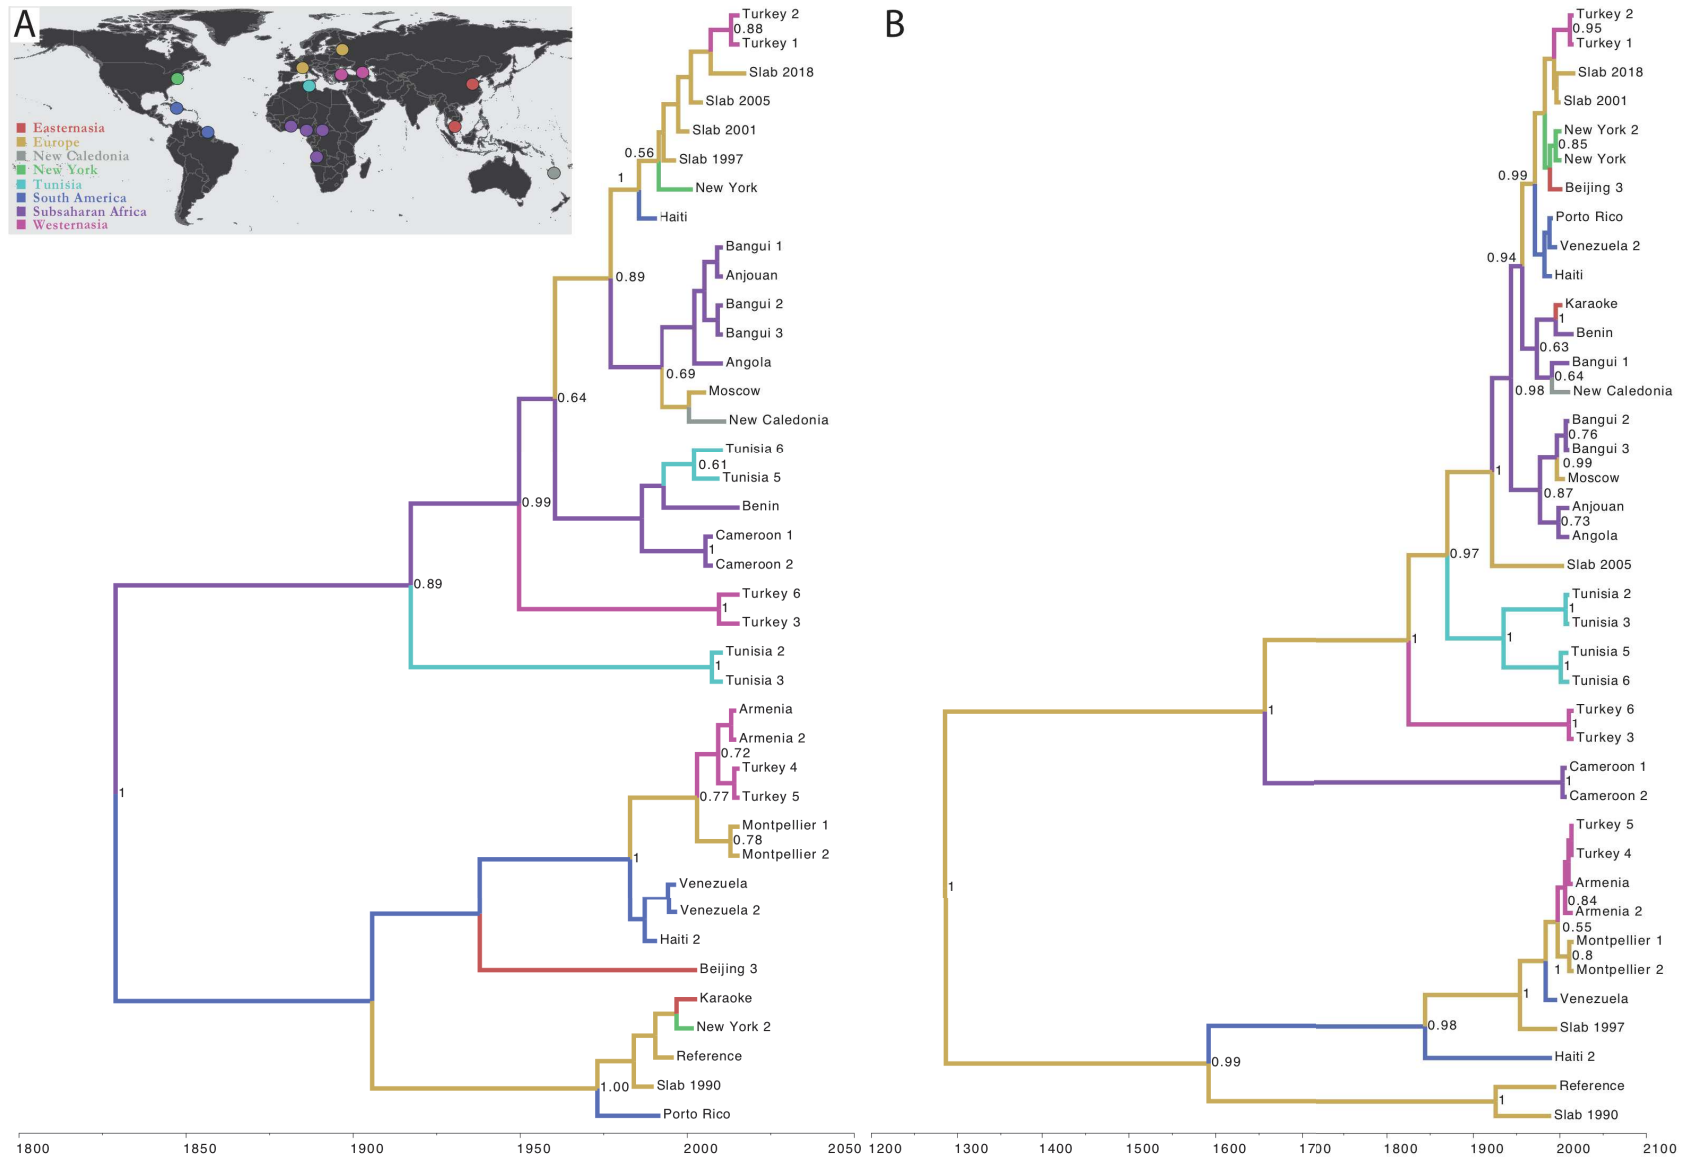 A
Easternasia
Europe
New Caledonia
New York
Tunisia
South America
Subsaharan Africa
Westernasia
Turkey 2
0.88
Turkey 1
Slab 2018
Slab 2005
Slab 2001
0.56
Slab 1997
1
New York
Haiti
Bangui 1
0.89
Anjouan
Bangui 2
Bangui 3
Angola
0.69
Moscow
0.64
New Caledonia
Tunisia 6
0.61
Tunisia 5
0.99
Benin
Cameroon 1
1
Cameroon 2
0.89
Turkey 6
1
Turkey 3
Tunisia 2
1
Tunisia 3
Armenia
Armenia 2
0.72
Turkey 4
1
0.77
Turkey 5
Montpellier 1
0.78
Montpellier 2
1
Venezuela
Venezuela 2
Haiti 2
Beijing 3
Karaoke
New York 2
Reference
1.00
Slab 1990
Porto Rico
1800
1850
1900
1950
2000
2050
B
Turkey 2
0.95
Turkey 1
Slab 2018
Slab 2001
New York 2
0.85
New York
0.99
Beijing 3
Porto Rico
Venezuela 2
0.94
Haiti
Karaoke
1
Benin
0.63
Bangui 1
0.64
0.98
New Caledonia
Bangui 2
0.76
Bangui 3
0.99
1
Moscow
0.87
Anjouan
0.73
Angola
0.97
Slab 2005
Tunisia 2
1
Tunisia 3
1
1
Tunisia 5
1
Tunisia 6
1
Turkey 6
1
Turkey 3
Cameroon 1
1
Cameroon 2
Turkey 5
Turkey 4
Armenia
1
0.84
Armenia 2
0.55
Montpellier 1
0.8
1
Montpellier 2
1
Venezuela
0.98
Slab 1997
Haiti 2
0.99
Reference
1
Slab 1990
1200
1300
1400
1500
1600
1700
1800
1900
2000
2100